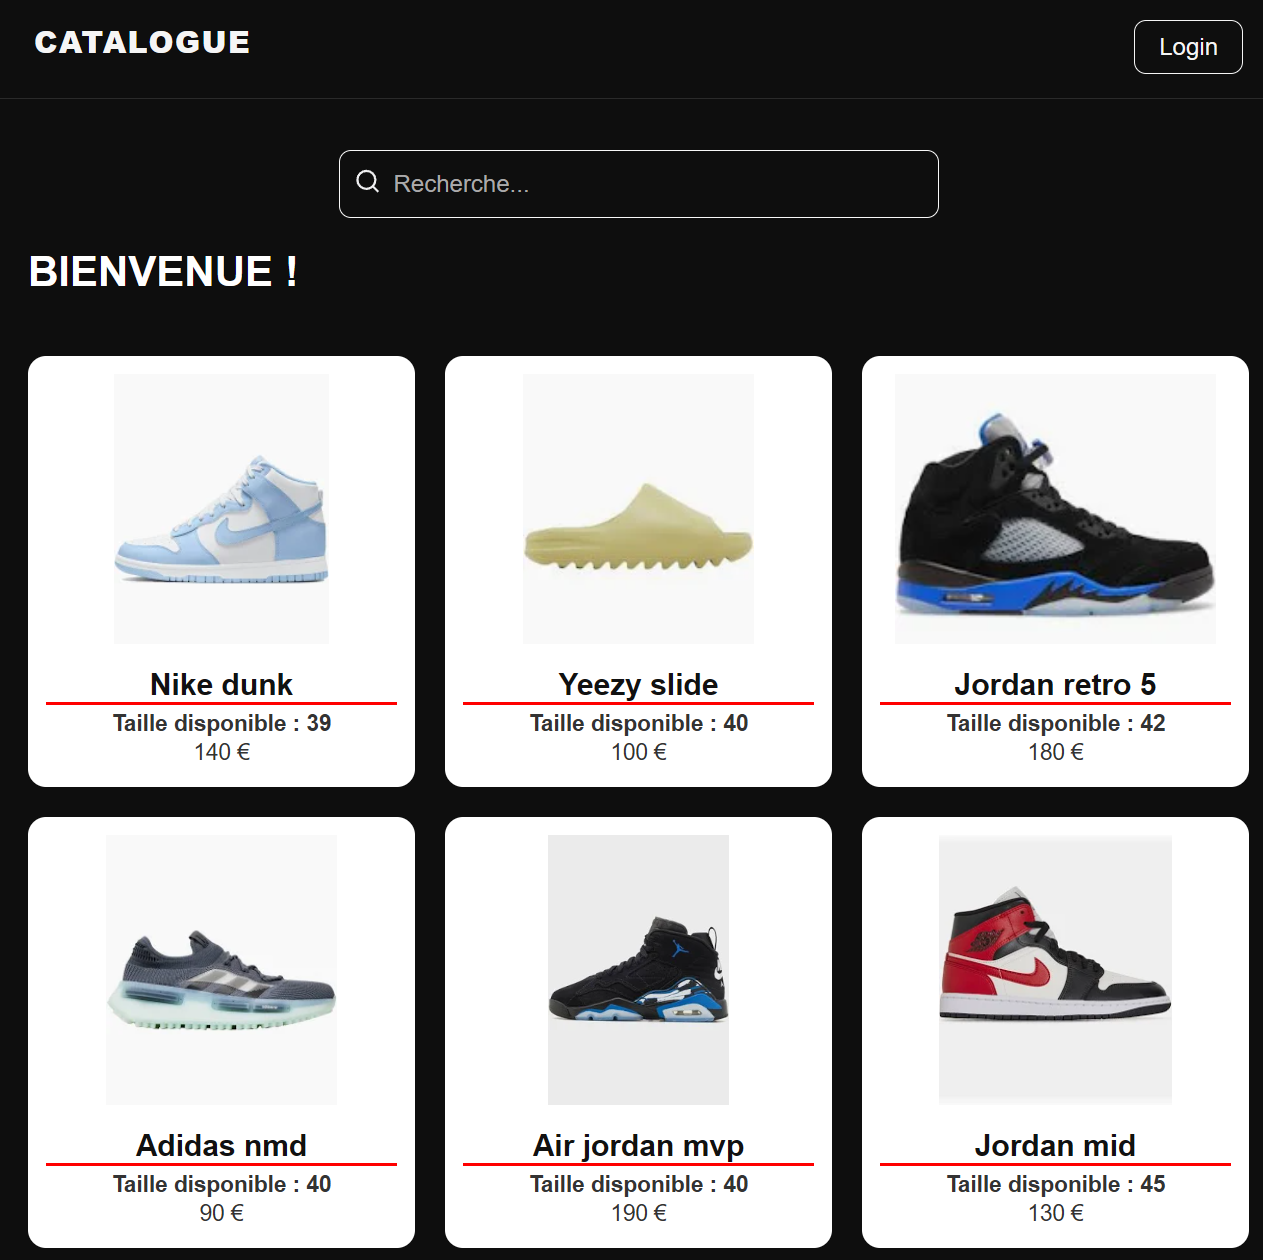 CATALOGUE
Login
Recherche...
BIENVENUE !
Nike dunk
Taille disponible : 39
140 €
Yeezy slide
Taille disponible : 40
100 €
Jordan retro 5
Taille disponible : 42
180 €
Adidas nmd
Taille disponible : 40
90 €
Air jordan mvp
Taille disponible : 40
190 €
Jordan mid
Taille disponible : 45
130 €